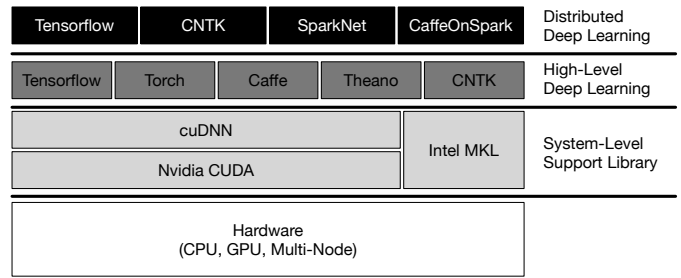 Tensorflow CNTK SparkNet CaffeOnSpark Distributed
Deep Learning
Tensorflow Torch Caffe Theano CNTK High-Level
Deep Learning
cuDNN
Nvidia CUDA
Intel MKL
System-Level
Support Library
Hardware
(CPU, GPU, Multi-Node)